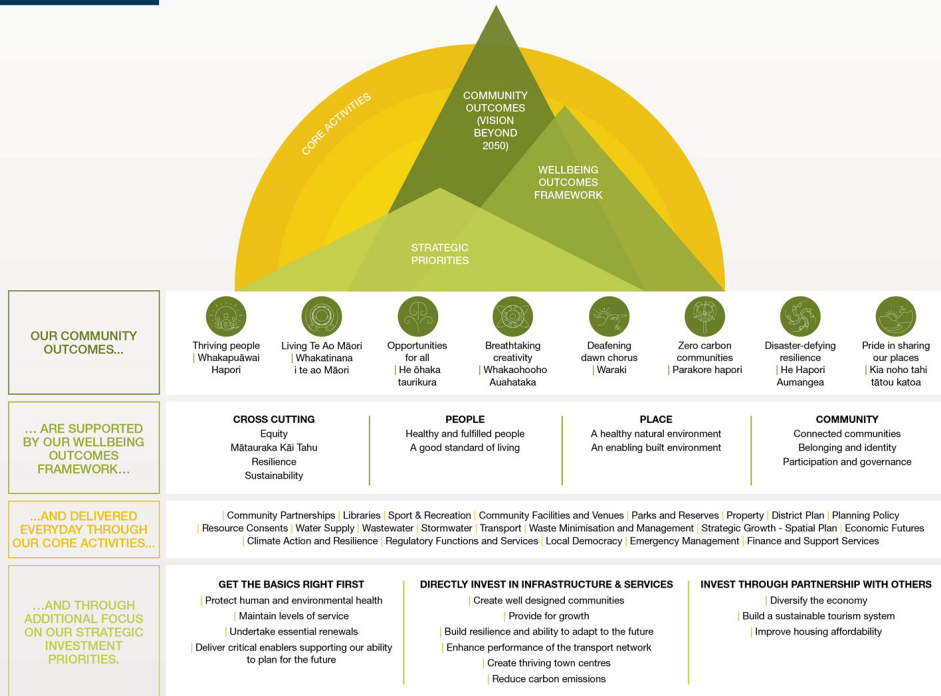 CORE ACTIVITIES
COMMUNITY
OUTCOMES
(VISION
BEYOND
2050)
WELLBEING
OUTCOMES
FRAMEWORK
STRATEGIC
PRIORITIES
OUR COMMUNITY
OUTCOMES...
Thriving people
| Whakapuāwai
Hapori
Living Te Ao Māori
| Whakatinana
i te ao Māori
Opportunities
for all
| He ōhaka
taurikura
Breathtaking
creativity
| Whakaohooho
Auahataka
Deafening
dawn chorus
| Waraki
Zero carbon
communities
| Parakore hapori
Disaster-defying
resilience
| He Hapori
Aumangea
Pride in sharing
our places
| Kia noho tahi
tātou katoa
... ARE SUPPORTED
BY OUR WELLBEING
OUTCOMES
FRAMEWORK...
CROSS CUTTING
Equity
Mātauraka Kāi Tahu
Resilience
Sustainability
PEOPLE
Healthy and fulfilled people
A good standard of living
PLACE
A healthy natural environment
An enabling built environment
COMMUNITY
Connected communities
Belonging and identity
Participation and governance
...AND DELIVERED
EVERYDAY THROUGH
OUR CORE ACTIVITIES...
| Community Partnerships | Libraries | Sport & Recreation | Community Facilities and Venues | Parks and Reserves | Property | District Plan | Planning Policy
| Resource Consents | Water Supply | Wastewater | Stormwater | Transport | Waste Minimisation and Management | Strategic Growth - Spatial Plan | Economic Futures
| Climate Action and Resilience | Regulatory Functions and Services | Local Democracy | Emergency Management | Finance and Support Services
...AND THROUGH
ADDITIONAL FOCUS
ON OUR STRATEGIC
INVESTMENT
PRIORITIES.
GET THE BASICS RIGHT FIRST
| Protect human and environmental health
| Maintain levels of service
| Undertake essential renewals
| Deliver critical enablers supporting our ability
to plan for the future
DIRECTLY INVEST IN INFRASTRUCTURE & SERVICES
| Create well designed communities
| Provide for growth
| Build resilience and ability to adapt to the future
| Enhance performance of the transport network
| Create thriving town centres
| Reduce carbon emissions
INVEST THROUGH PARTNERSHIP WITH OTHERS
| Diversify the economy
| Build a sustainable tourism system
| Improve housing affordability